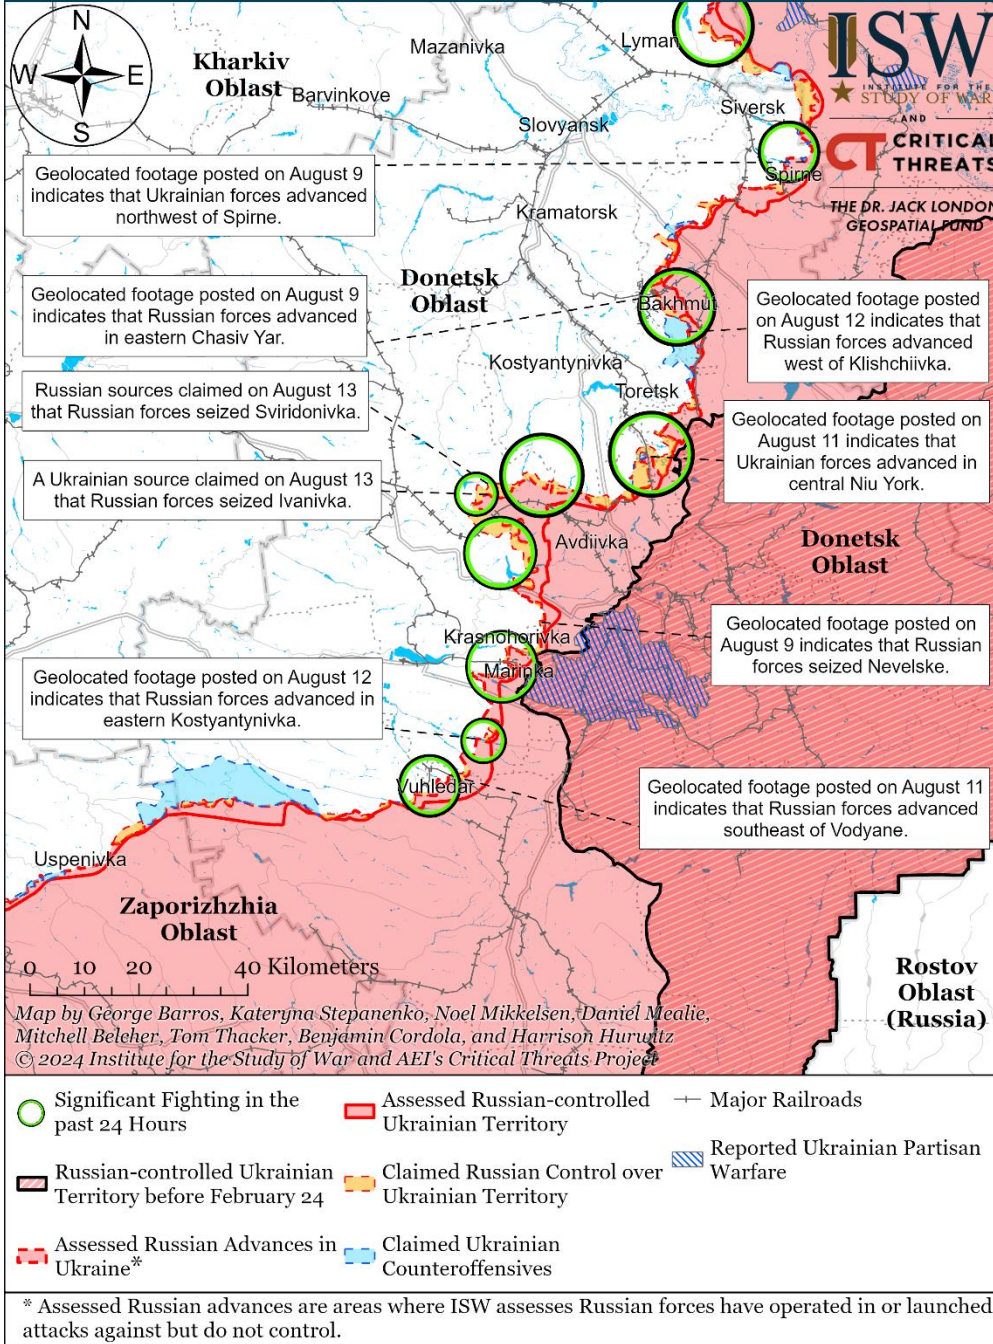 N
W
E
S
Kharkiv
Oblast
Mazanivka
Barvinkove
Lyman
Slovyansk
Siversk
ISW
INSTITUTE FOR THE
STUDY OF WAR
AND
CT CRITICAL
THREATS
THE DR. JACK LONDON
GEOSPATIAL FUND
Geolocated footage posted on August 9
indicates that Ukrainian forces advanced
northwest of Spirne.
Spirne
Kramatorsk
Donetsk
Oblast
Geolocated footage posted on August 9
indicates that Russian forces advanced
in eastern Chasiv Yar.
Bakhmut
Geolocated footage posted
on August 12 indicates that
Russian forces advanced
west of Klishchiivka.
Kostyantynivka
Toretsk
Russian sources claimed on August 13
that Russian forces seized Sviridonivka.
Geolocated footage posted on
August 11 indicates that
Ukrainian forces advanced in
central Niu York.
A Ukrainian source claimed on August 13
that Russian forces seized Ivanivka.
Avdiivka
Donetsk
Oblast
Krasnohorivka
Marinka
Geolocated footage posted on
August 9 indicates that Russian
forces seized Nevelske.
Geolocated footage posted on August 12
indicates that Russian forces advanced in
eastern Kostyantynivka.
Vuhledar
Geolocated footage posted on August 11
indicates that Russian forces advanced
southeast of Vodyane.
Uspenivka
Zaporizhzhia
Oblast
Rostov
Oblast
(Russia)
0 10 20 40 Kilometers
Map by George Barros, Kateryna Stepanenko, Noel Mikkelsen, Daniel Mealie,
Mitchell Belcher, Tom Thacker, Benjamin Cordola, and Harrison Hurwitz
© 2024 Institute for the Study of War and AEI's Critical Threats Project
Significant Fighting in the
past 24 Hours
Russian-controlled Ukrainian
Territory before February 24
Assessed Russian Advances in
Ukraine*
Assessed Russian-controlled
Ukrainian Territory
Claimed Russian Control over
Ukrainian Territory
Claimed Ukrainian
Counteroffensives
Major Railroads
Reported Ukrainian Partisan
Warfare
* Assessed Russian advances are areas where ISW assesses Russian forces have operated in or launched
attacks against but do not control.